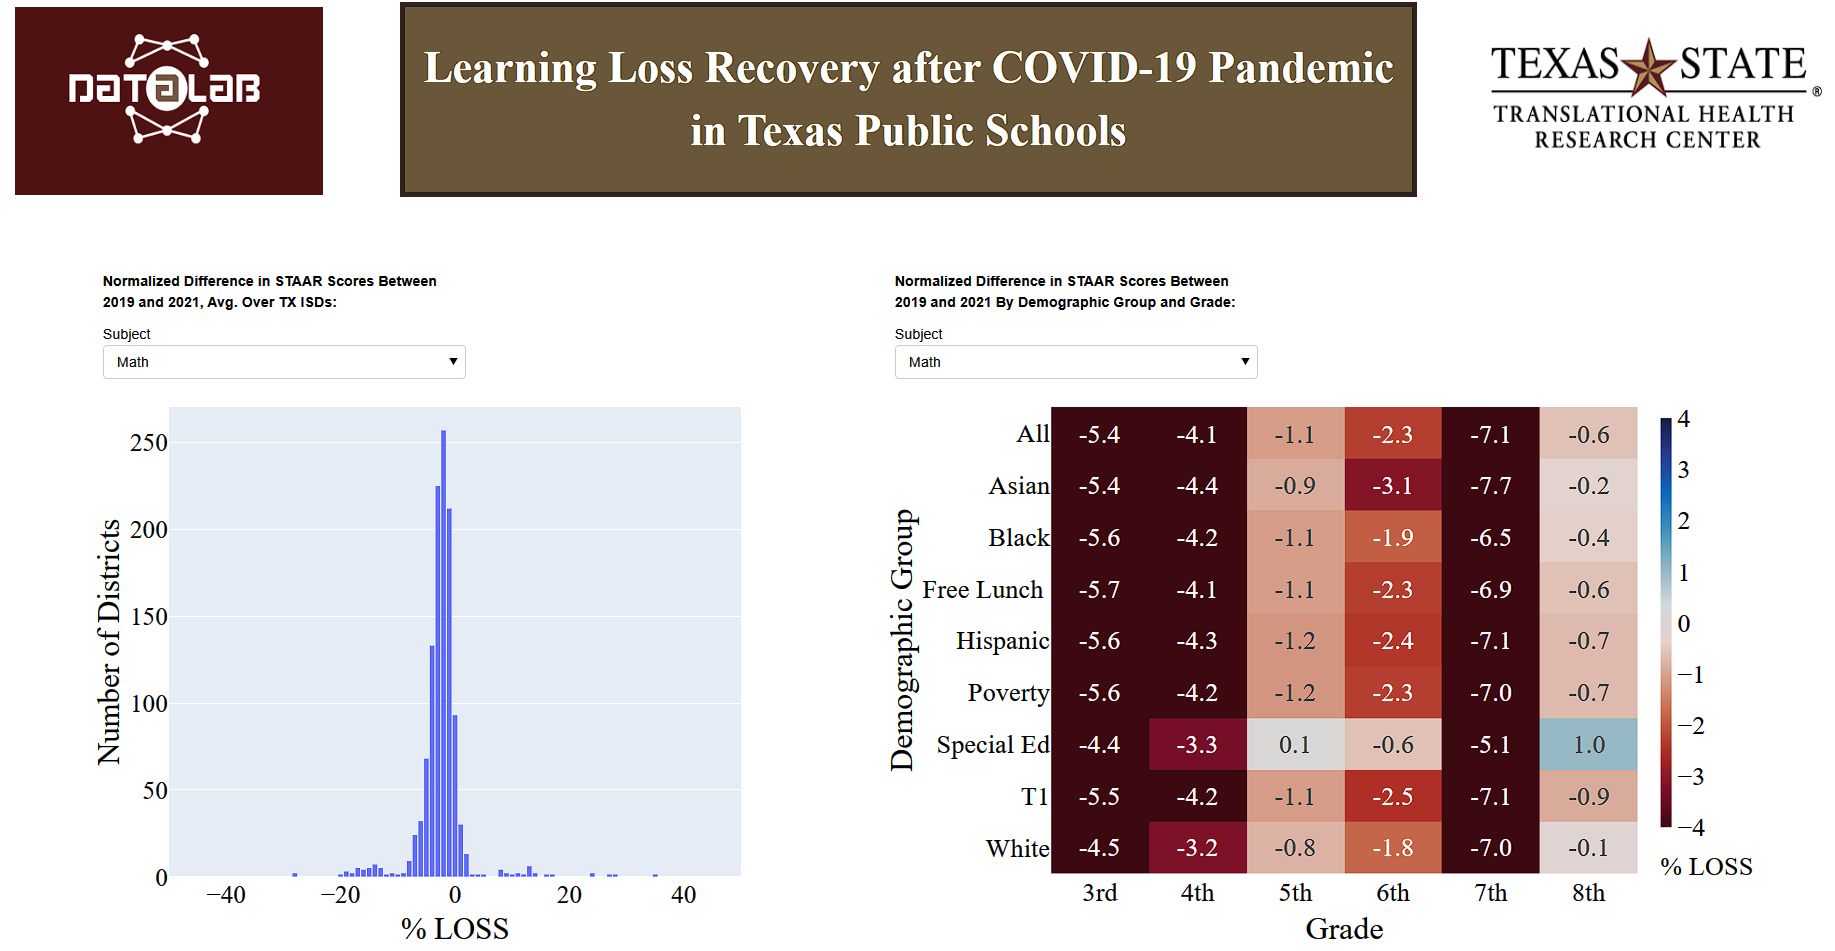 DATALAB
Learning Loss Recovery after COVID-19 Pandemic
in Texas Public Schools
TEXAS STATE ®
TRANSLATIONAL HEALTH
RESEARCH CENTER
Normalized Difference in STAAR Scores Between
2019 and 2021, Avg. Over TX ISDs:
Subject
Math
Number of Districts
250
200
150
100
50
0
−40 −20 0 20 40
% LOSS
Normalized Difference in STAAR Scores Between
2019 and 2021 By Demographic Group and Grade:
Subject
Math
Demographic Group
All -5.4 -4.1 -1.1 -2.3 -7.1 -0.6
Asian -5.4 -4.4 -0.9 -3.1 -7.7 -0.2
Black -5.6 -4.2 -1.1 -1.9 -6.5 -0.4
Free Lunch -5.7 -4.1 -1.1 -2.3 -6.9 -0.6
Hispanic -5.6 -4.3 -1.2 -2.4 -7.1 -0.7
Poverty -5.6 -4.2 -1.2 -2.3 -7.0 -0.7
Special Ed -4.4 -3.3 0.1 -0.6 -5.1 1.0
T1 -5.5 -4.2 -1.1 -2.5 -7.1 -0.9
White -4.5 -3.2 -0.8 -1.8 -7.0 -0.1
3rd 4th 5th 6th 7th 8th
Grade
4
3
2
1
0
−1
−2
−3
−4
% LOSS